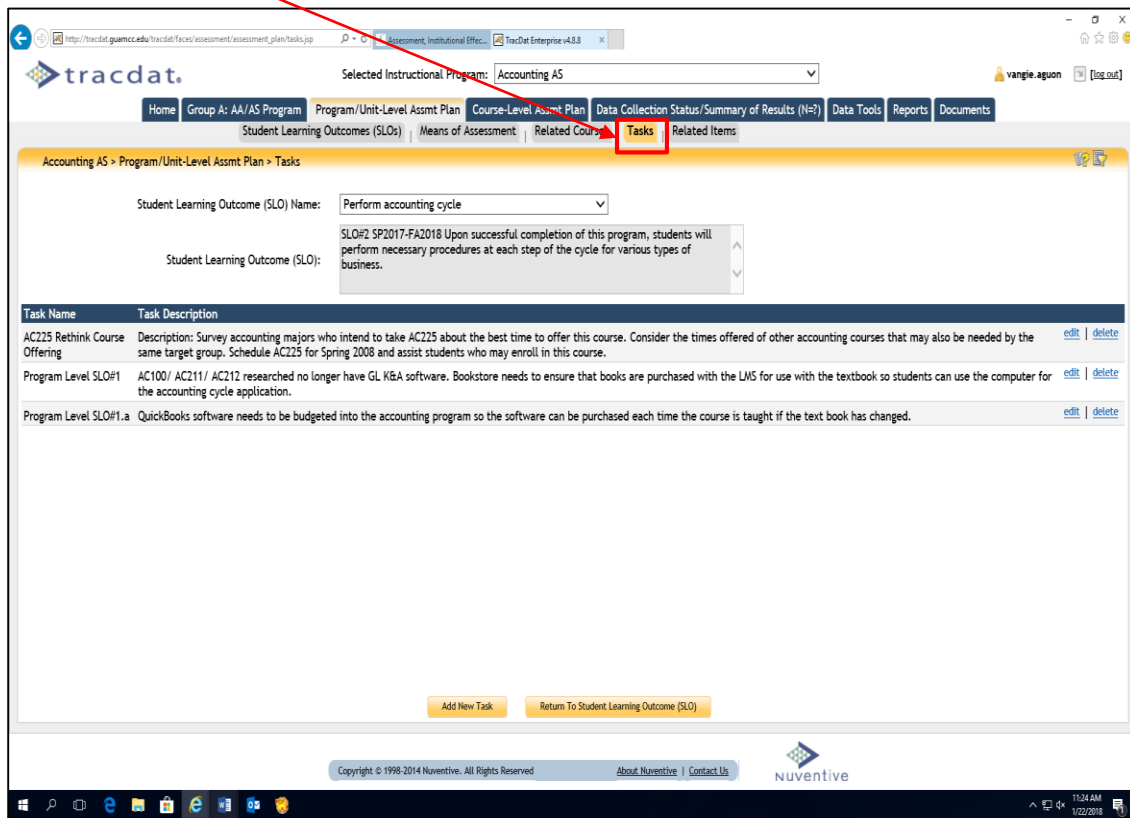 http://tracdat.guamcc.edu/tracdat/faces/assessment/assessment_plan/tasks.jsp
Assessment, Institutional Effec...
TracDat Enterprise v4.8.8
tracdat.
Selected Instructional Program: Accounting AS
vangie.aguon [log out]
Home Group A: AA/AS Program Program/Unit-Level Assmt Plan Course-Level Assmt Plan Data Collection Status/Summary of Results (N=?) Data Tools Reports Documents
Student Learning Outcomes (SLOs) Means of Assessment Related Cours Tasks Related Items
Accounting AS > Program/Unit-Level Assmt Plan > Tasks
Student Learning Outcome (SLO) Name: Perform accounting cycle
Student Learning Outcome (SLO):
SLO#2 SP2017-FA2018 Upon successful completion of this program, students will
perform necessary procedures at each step of the cycle for various types of
business.
Task Name Task Description
AC225 Rethink Course
Offering
Description: Survey accounting majors who intend to take AC225 about the best time to offer this course. Consider the times offered of other accounting courses that may also be needed by the
same target group. Schedule AC225 for Spring 2008 and assist students who may enroll in this course.
edit | delete
Program Level SLO#1
AC100/ AC211/ AC212 researched no longer have GL K&A software. Bookstore needs to ensure that books are purchased with the LMS for use with the textbook so students can use the computer for
the accounting cycle application.
edit | delete
Program Level SLO#1.a QuickBooks software needs to be budgeted into the accounting program so the software can be purchased each time the course is taught if the text book has changed.
edit | delete
Add New Task
Return To Student Learning Outcome (SLO)
Copyright © 1998-2014 Nuventive. All Rights Reserved
About Nuventive | Contact Us
nuventive
11:24 AM
1/22/2018